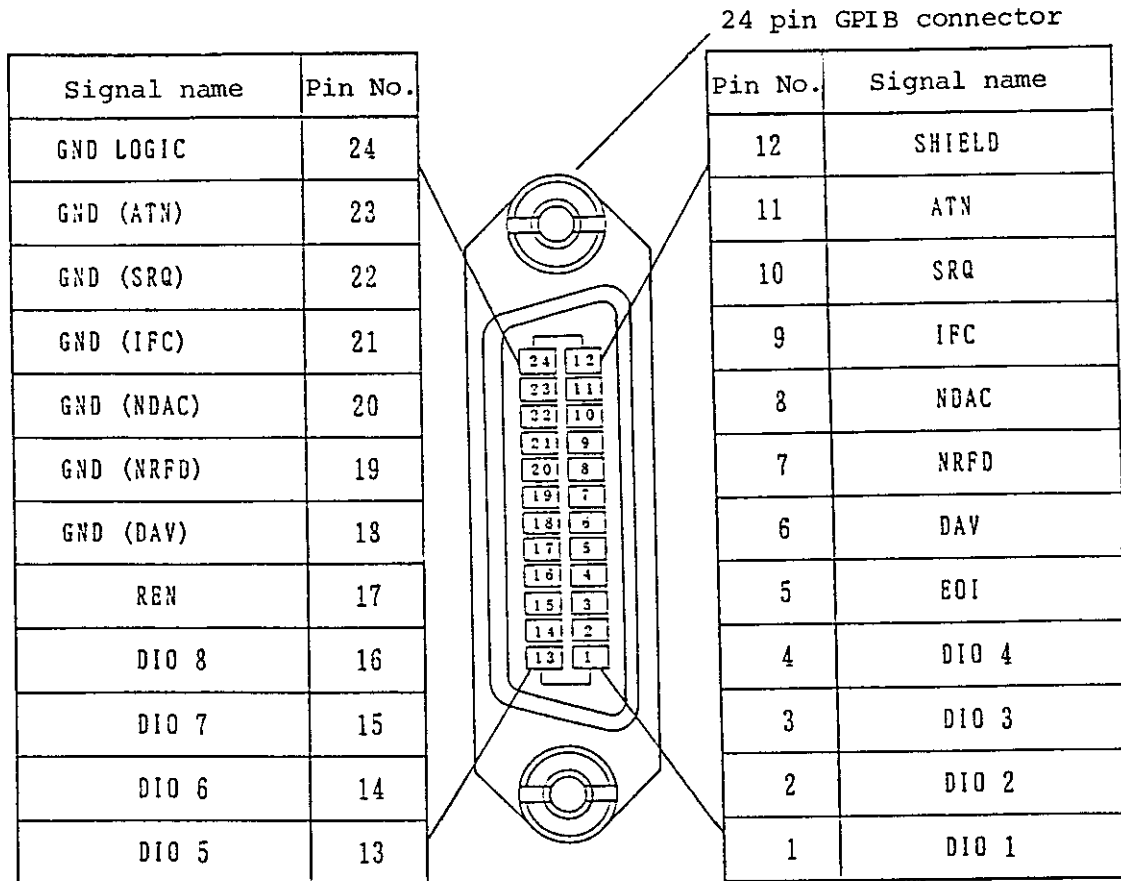 24 pin GPIB connector
Signal name Pin No.
GND LOGIC 24
GND (ATN) 23
GND (SRQ) 22
GND (IFC) 21
GND (NDAC) 20
GND (NRFD) 19
GND (DAV) 18
REN 17
DIO 8 16
DIO 7 15
DIO 6 14
DIO 5 13
24 12
23 11
22 10
21 9
20 8
19 7
18 6
17 5
16 4
15 3
14 2
13 1
Pin No. Signal name
12 SHIELD
11 ATN
10 SRQ
9 IFC
8 NDAC
7 NRFD
6 DAV
5 EOI
4 DIO 4
3 DIO 3
2 DIO 2
1 DIO 1